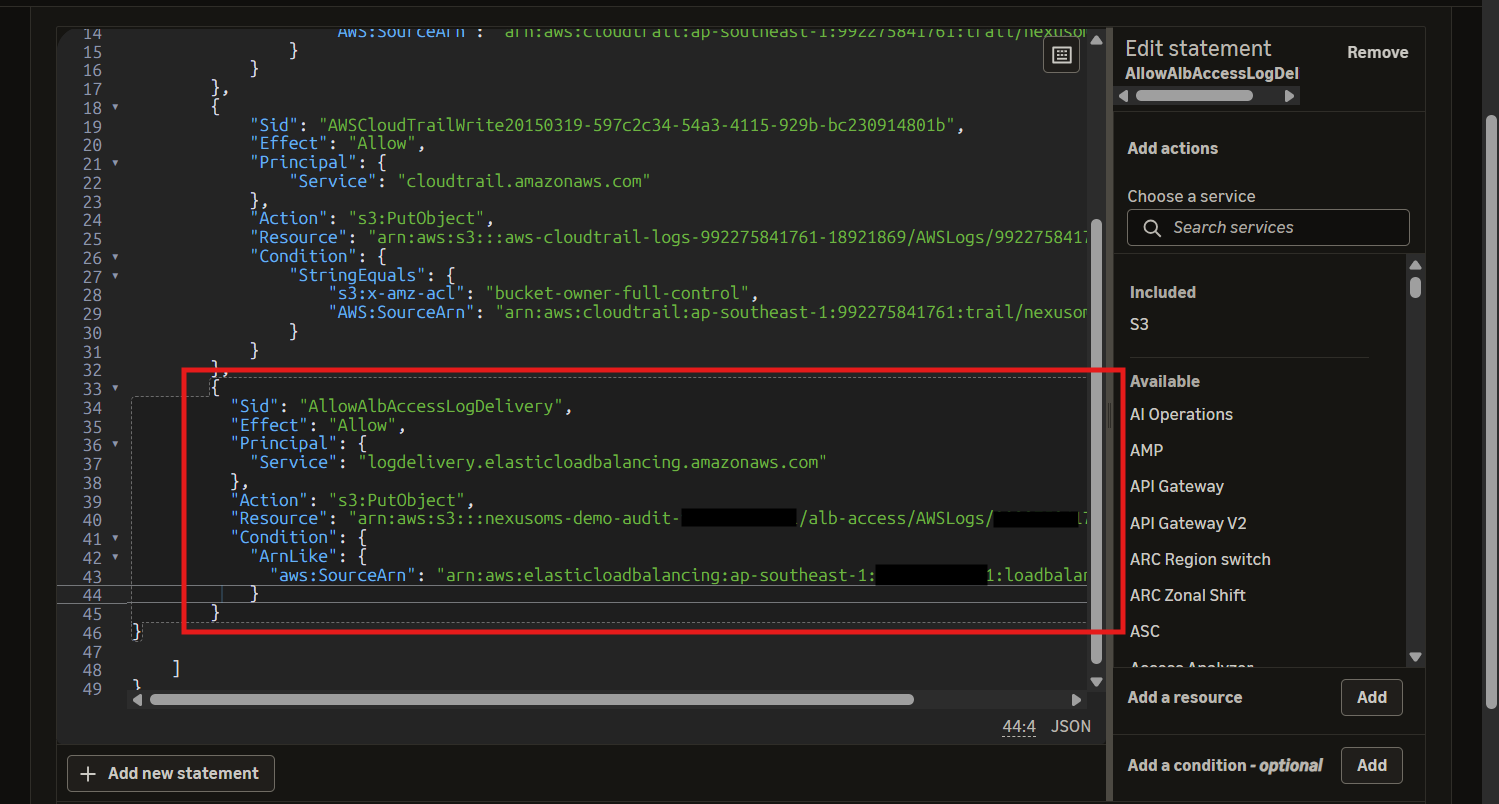 14 AWS:SourceArn": "arn:aws:cloudtrail:ap-southeast-1:992275841761:trail/nexusom
15 }
16 }
17 },
18 {
19 "Sid": "AWSCloudTrailWrite20150319-597c2c34-54a3-4115-929b-bc230914801b",
20 "Effect": "Allow",
21 "Principal": {
22 "Service": "cloudtrail.amazonaws.com"
23 },
24 "Action": "s3:PutObject",
25 "Resource": "arn:aws:s3:::aws-cloudtrail-logs-992275841761-18921869/AWSLogs/9922758417
26 "Condition": {
27 "StringEquals": {
28 "s3:x-amz-acl": "bucket-owner-full-control",
29 "AWS:SourceArn": "arn:aws:cloudtrail:ap-southeast-1:992275841761:trail/nexusom
30 }
31 }
32 },
33 {
34 "Sid": "AllowAlbAccessLogDelivery",
35 "Effect": "Allow",
36 "Principal": {
37 "Service": "logdelivery.elasticloadbalancing.amazonaws.com"
38 },
39 "Action": "s3:PutObject",
40 "Resource": "arn:aws:s3:::nexusoms-demo-audit- /alb-access/AWSLogs/
41 "Condition": {
42 "ArnLike": {
43 "aws:SourceArn": "arn:aws:elasticloadbalancing:ap-southeast-1: 1:loadbalan
44 }
45 }
46 }
47
48 ]
49 }
44:4 JSON
+ Add new statement
Edit statement
Remove
AllowAlbAccessLogDel
Add actions
Choose a service
Search services
Included
S3
Available
AI Operations
AMP
API Gateway
API Gateway V2
ARC Region switch
ARC Zonal Shift
ASC
Access Analyzer
Add a resource
Add
Add a condition - optional
Add